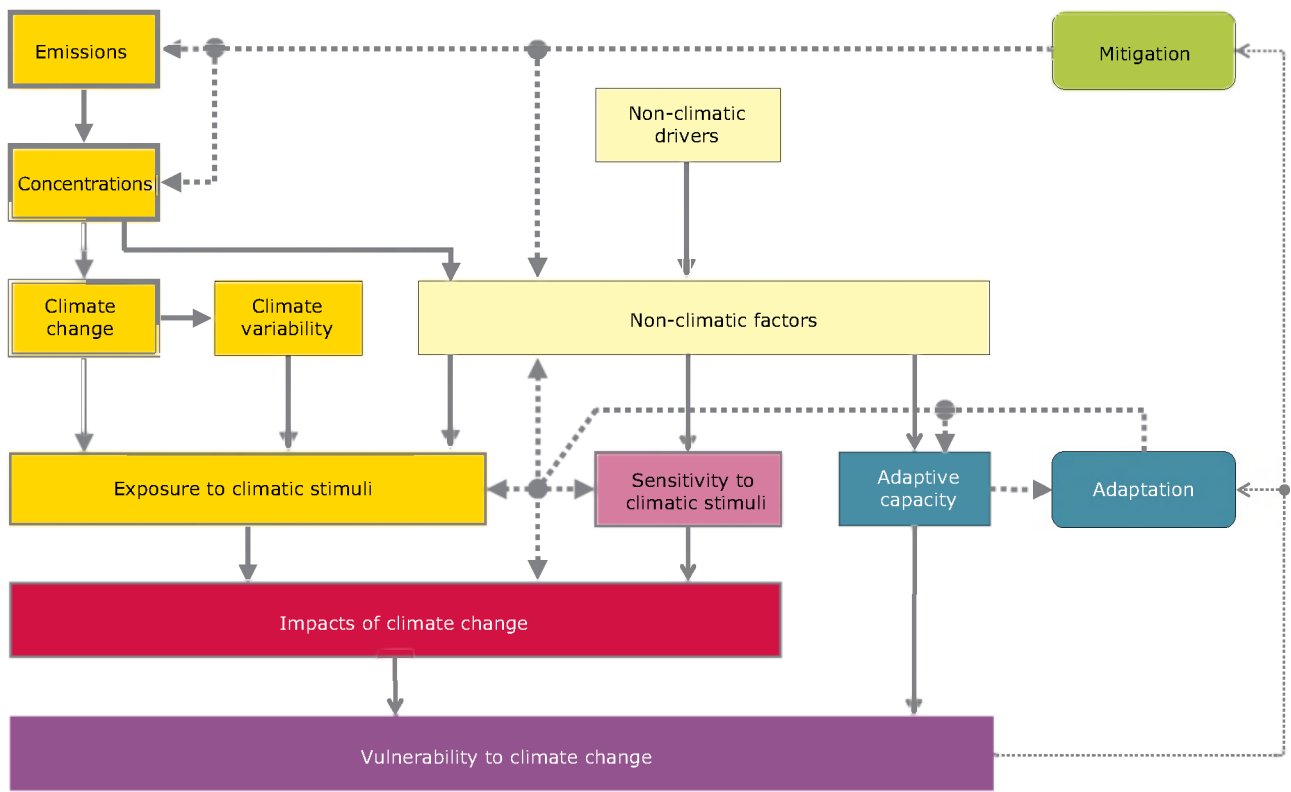 Emissions
Mitigation
Non-climatic
drivers
Concentrations
Climate
change
Climate
variability
Non-climatic factors
Exposure to climatic stimuli
Sensitivity to
climatic stimuli
Adaptive
capacity
Adaptation
Impacts of climate change
Vulnerability to climate change